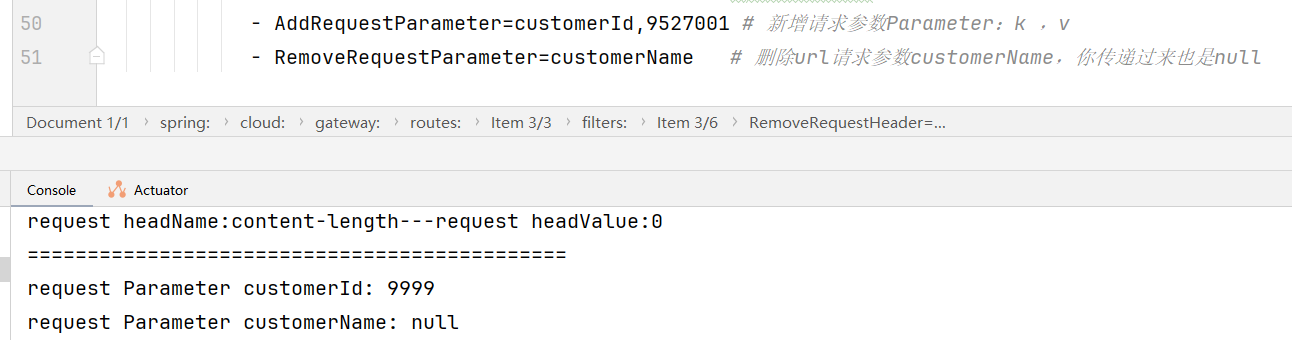 50 - AddRequestParameter=customerId,9527001 # 新增请求参数Parameter：k ，v
51 - RemoveRequestParameter=customerName # 删除url请求参数customerName，你传递过来也是null
Document 1/1 › spring: › cloud: › gateway: › routes: › Item 3/3 › filters: › Item 3/6 › RemoveRequestHeader=...
Console Actuator
request headName:content-length---request headValue:0
=============================================
request Parameter customerId: 9999
request Parameter customerName: null